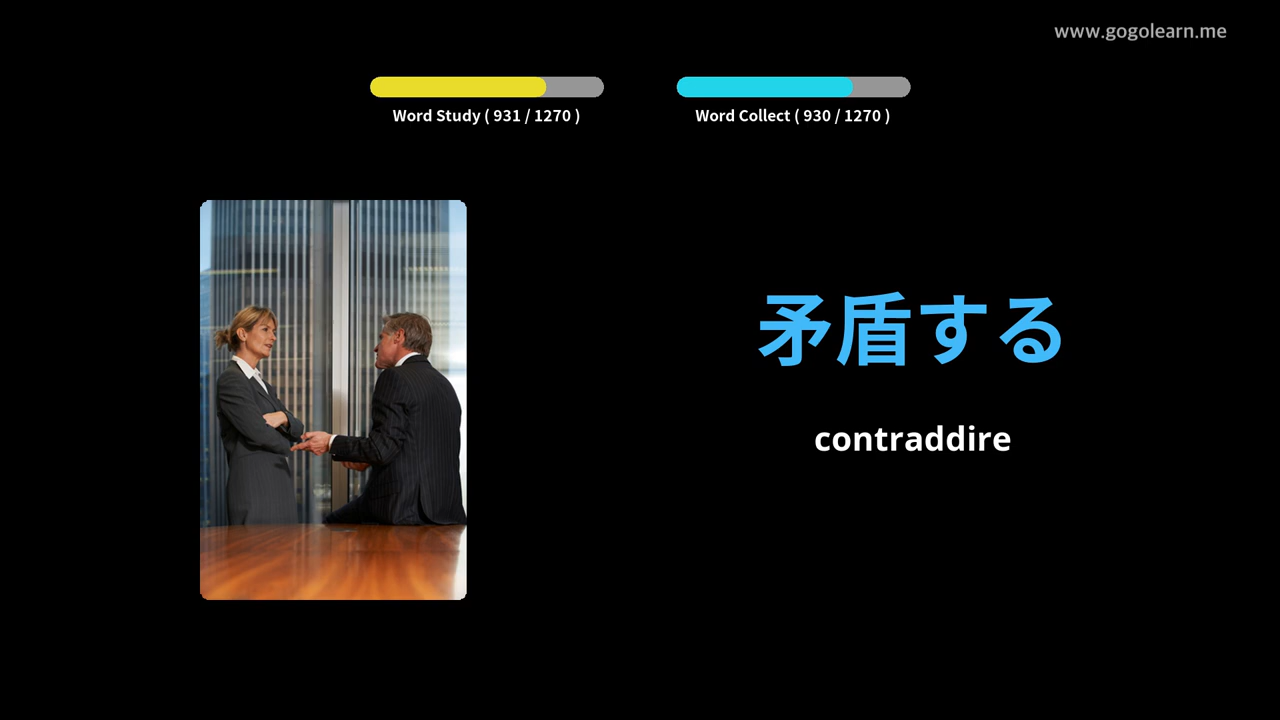 www.gogolearn.me
Word Study ( 931 / 1270 )
Word Collect ( 930 / 1270 )
矛盾する
contraddire